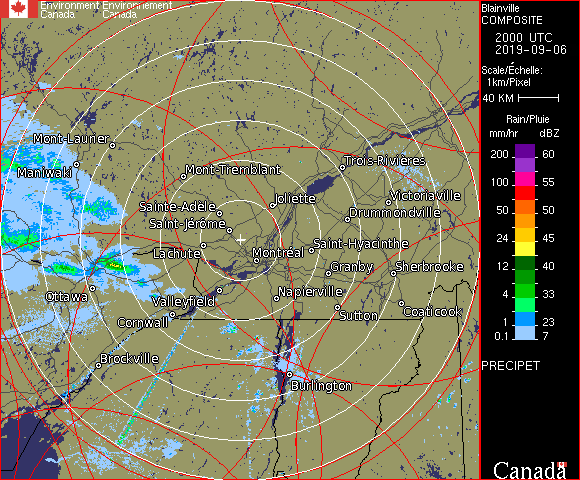 Environment Environnement
Canada Canada
Blainville
COMPOSITE
2000 UTC
2019-09-06
Scale/Échelle:
1km/Pixel
40 KM
Rain/Pluie
mm/hr dBZ
200 60
100 55
50 50
24 45
12 40
4 33
1 23
0.1 7
PRECIPET
Canada
Mont-Laurier
Maniwaki
Mont-Tremblant
Trois-Rivières
Sainte-Adèle
Joliette
Victoriaville
Saint-Jérôme
Drummondville
Lachute
Montréal
Saint-Hyacinthe
Granby
Sherbrooke
Ottawa
Valleyfield
Napierville
Cornwall
Sutton
Coaticook
Brockville
Burlington